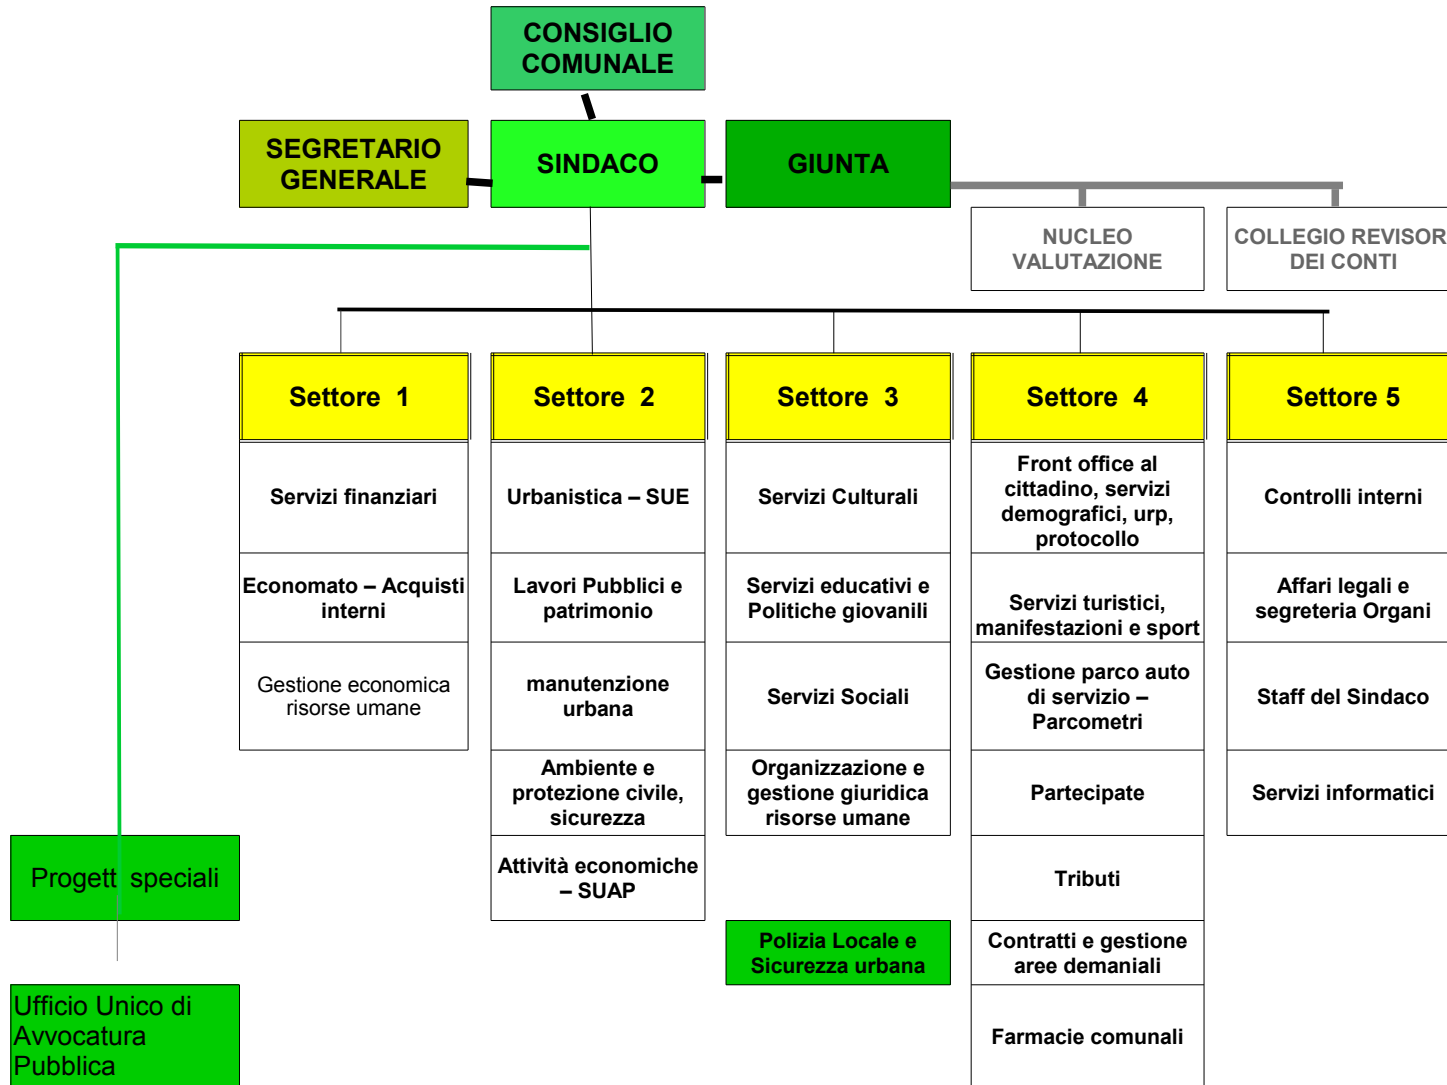 CONSIGLIO
COMUNALE
SEGRETARIO
GENERALE
SINDACO
GIUNTA
NUCLEO
VALUTAZIONE
COLLEGIO REVISOR
DEI CONTI
Settore 1
Settore 2
Settore 3
Settore 4
Settore 5
Servizi finanziari
Economato – Acquisti
interni
Gestione economica
risorse umane
Urbanistica – SUE
Lavori Pubblici e
patrimonio
manutenzione
urbana
Ambiente e
protezione civile,
sicurezza
Attività economiche
– SUAP
Servizi Culturali
Servizi educativi e
Politiche giovanili
Servizi Sociali
Organizzazione e
gestione giuridica
risorse umane
Polizia Locale e
Sicurezza urbana
Front office al
cittadino, servizi
demografici, urp,
protocollo
Servizi turistici,
manifestazioni e sport
Gestione parco auto
di servizio –
Parcometri
Partecipate
Tributi
Contratti e gestione
aree demaniali
Farmacie comunali
Controlli interni
Affari legali e
segreteria Organi
Staff del Sindaco
Servizi informatici
Progett speciali
Ufficio Unico di
Avvocatura
Pubblica